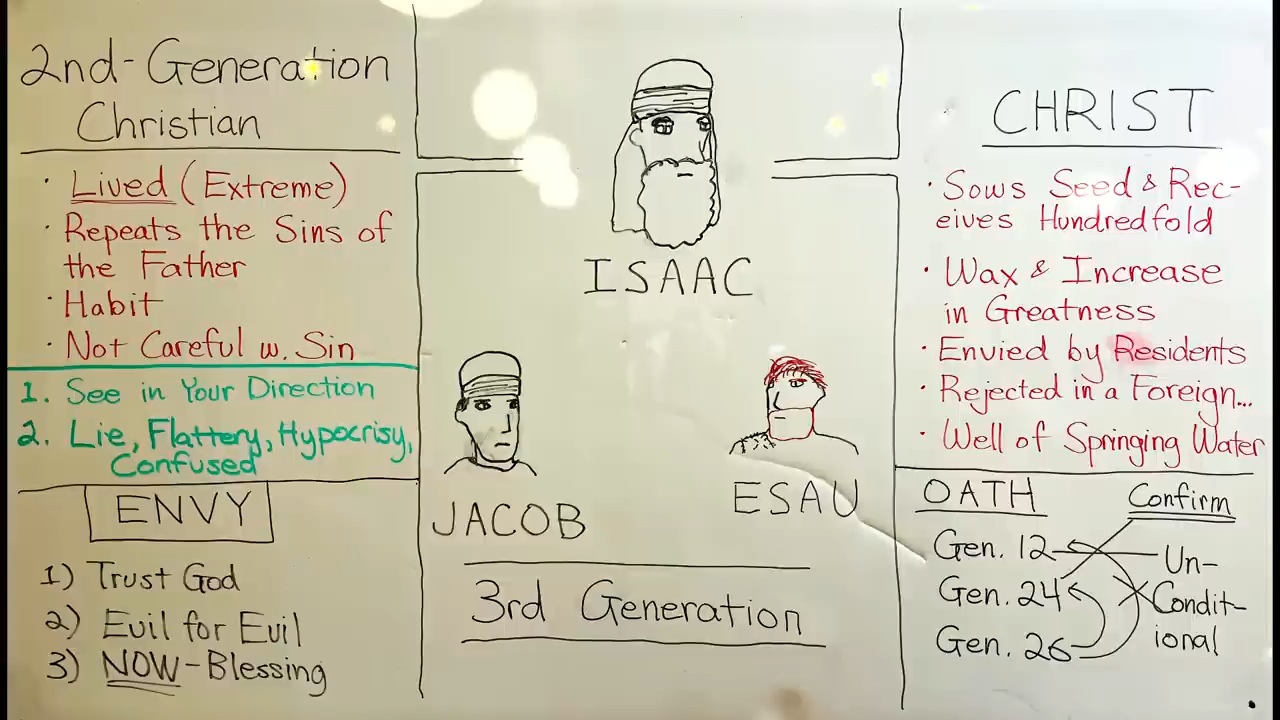 2nd-Generation
Christian
· Lived (Extreme)
· Repeats the Sins of
the Father
· Habit
· Not Careful w. Sin
1. See in Your Direction
2. Lie, Flattery, Hypocrisy,
Confused
ENVY
1) Trust God
2) Evil for Evil
3) NOW-Blessing
ISAAC
JACOB
ESAU
3rd Generation
CHRIST
· Sows Seed & Rec-
eives Hundredfold
· Wax & Increase
in Greatness
· Envied by Residents
· Rejected in a Foreign...
· Well of Springing Water
OATH
Confirm
Gen. 12
Gen. 24
Gen. 26
Un-
Condit-
ional